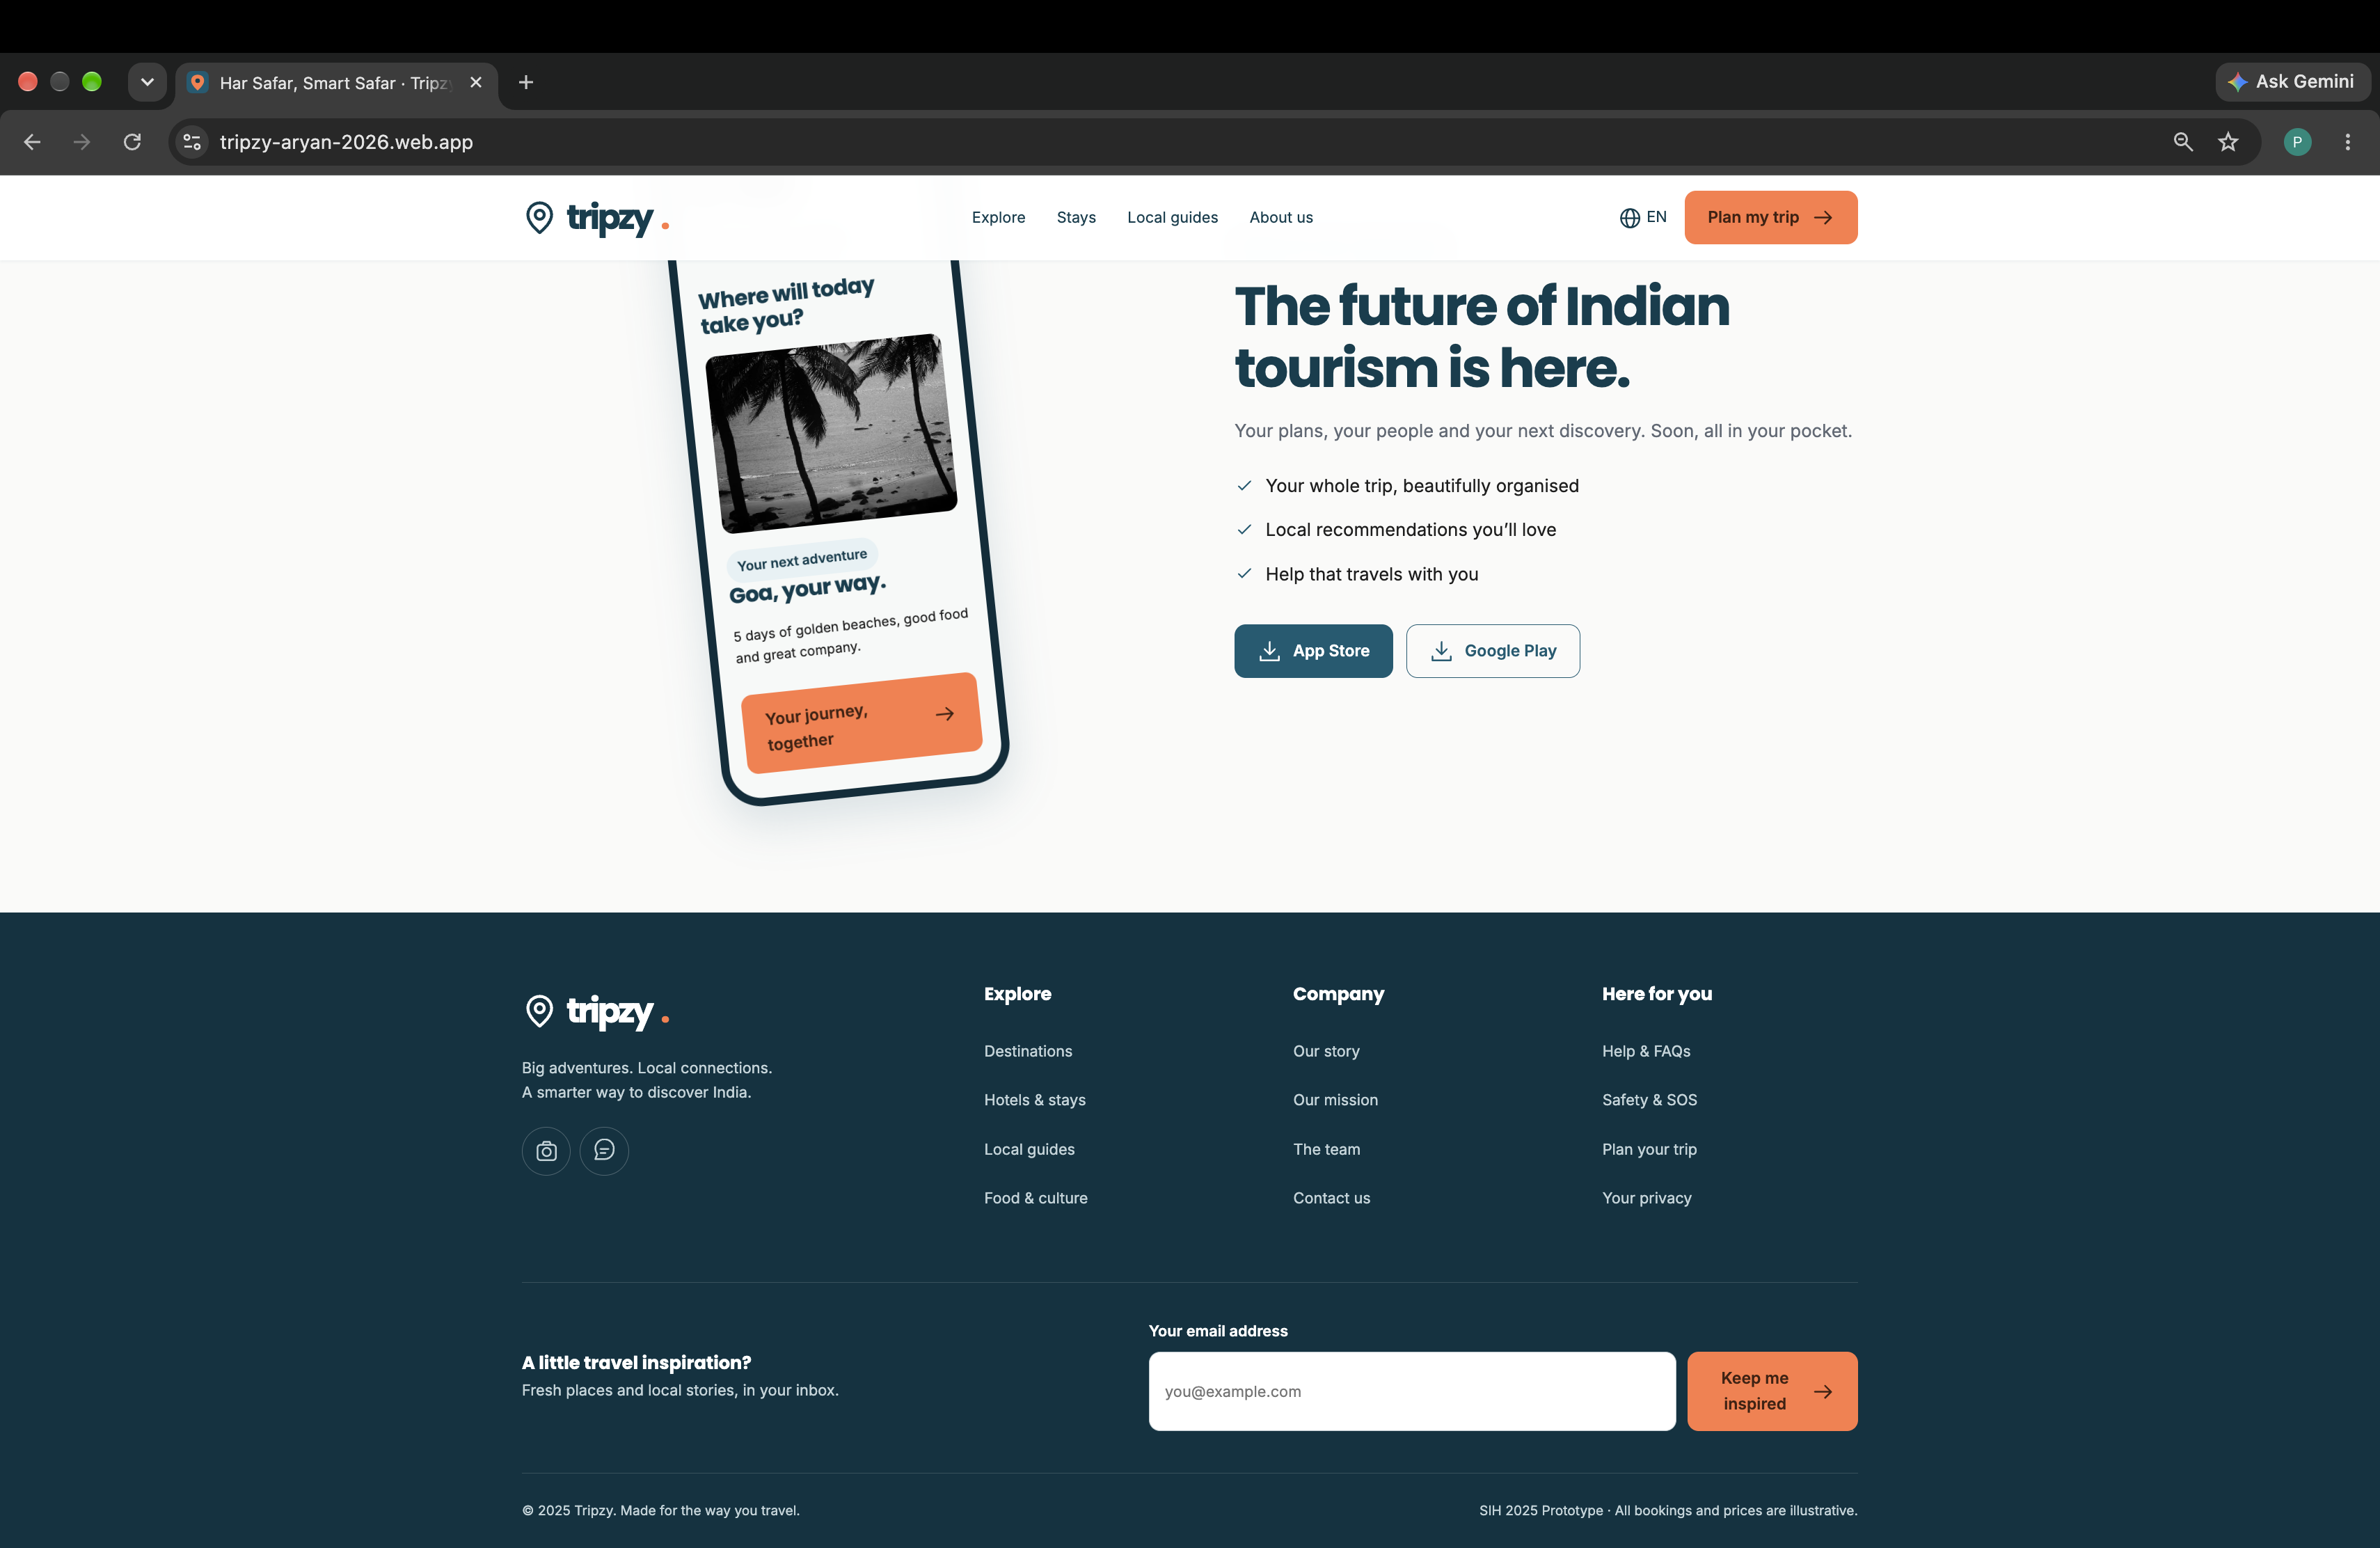 Har Safar, Smart Safar · Tripzy
Ask Gemini
tripzy-aryan-2026.web.app
P
tripzy.
Explore
Stays
Local guides
About us
EN
Plan my trip
Where will today
take you?
Your next adventure
Goa, your way.
5 days of golden beaches, good food
and great company.
Your journey,
together
The future of Indian
tourism is here.
Your plans, your people and your next discovery. Soon, all in your pocket.
Your whole trip, beautifully organised
Local recommendations you’ll love
Help that travels with you
App Store
Google Play
tripzy.
Big adventures. Local connections.
A smarter way to discover India.
Explore
Destinations
Hotels & stays
Local guides
Food & culture
Company
Our story
Our mission
The team
Contact us
Here for you
Help & FAQs
Safety & SOS
Plan your trip
Your privacy
A little travel inspiration?
Fresh places and local stories, in your inbox.
Your email address
you@example.com
Keep me
inspired
© 2025 Tripzy. Made for the way you travel.
SIH 2025 Prototype · All bookings and prices are illustrative.